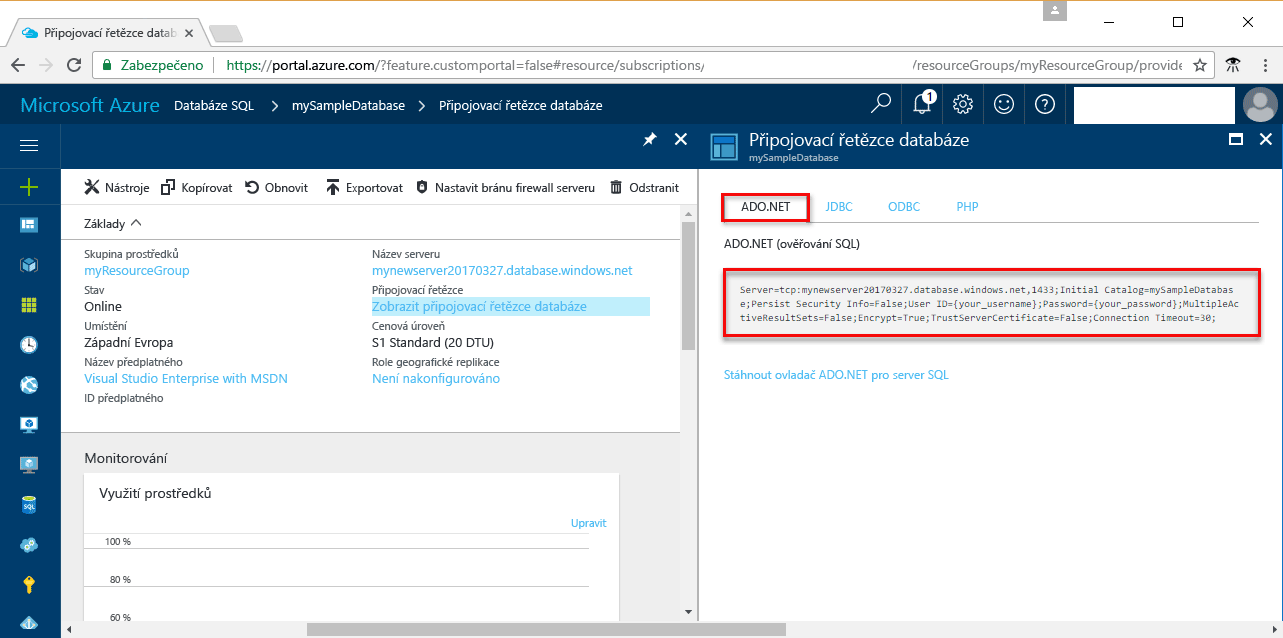 Připojovací řetězce datab
Zabezpečeno
https://portal.azure.com/?feature.customportal=false#resource/subscriptions/
/resourceGroups/myResourceGroup/provide
Microsoft Azure Databáze SQL > mySampleDatabase > Připojovací řetězce databáze
1
Připojovací řetězce databáze
mySampleDatabase
Nástroje Kopírovat Obnovit Exportovat Nastavit bránu firewall serveru Odstranit
Základy
Skupina prostředků
myResourceGroup
Stav
Online
Umístění
Západní Evropa
Název předplatného
Visual Studio Enterprise with MSDN
ID předplatného
Název serveru
mynewserver20170327.database.windows.net
Připojovací řetězce
Zobrazit připojovací řetězce databáze
Cenová úroveň
S1 Standard (20 DTU)
Role geografické replikace
Není nakonfigurováno
Monitorování
Využití prostředků
Upravit
100 %
80 %
60 %
SQL
ADO.NET JDBC ODBC PHP
ADO.NET (ověřování SQL)
Server=tcp:mynewserver20170327.database.windows.net,1433;Initial Catalog=mySampleDatabas
e;Persist Security Info=False;User ID={your_username};Password={your_password};MultipleAc
tiveResultSets=False;Encrypt=True;TrustServerCertificate=False;Connection Timeout=30;
Stáhnout ovladač ADO.NET pro server SQL